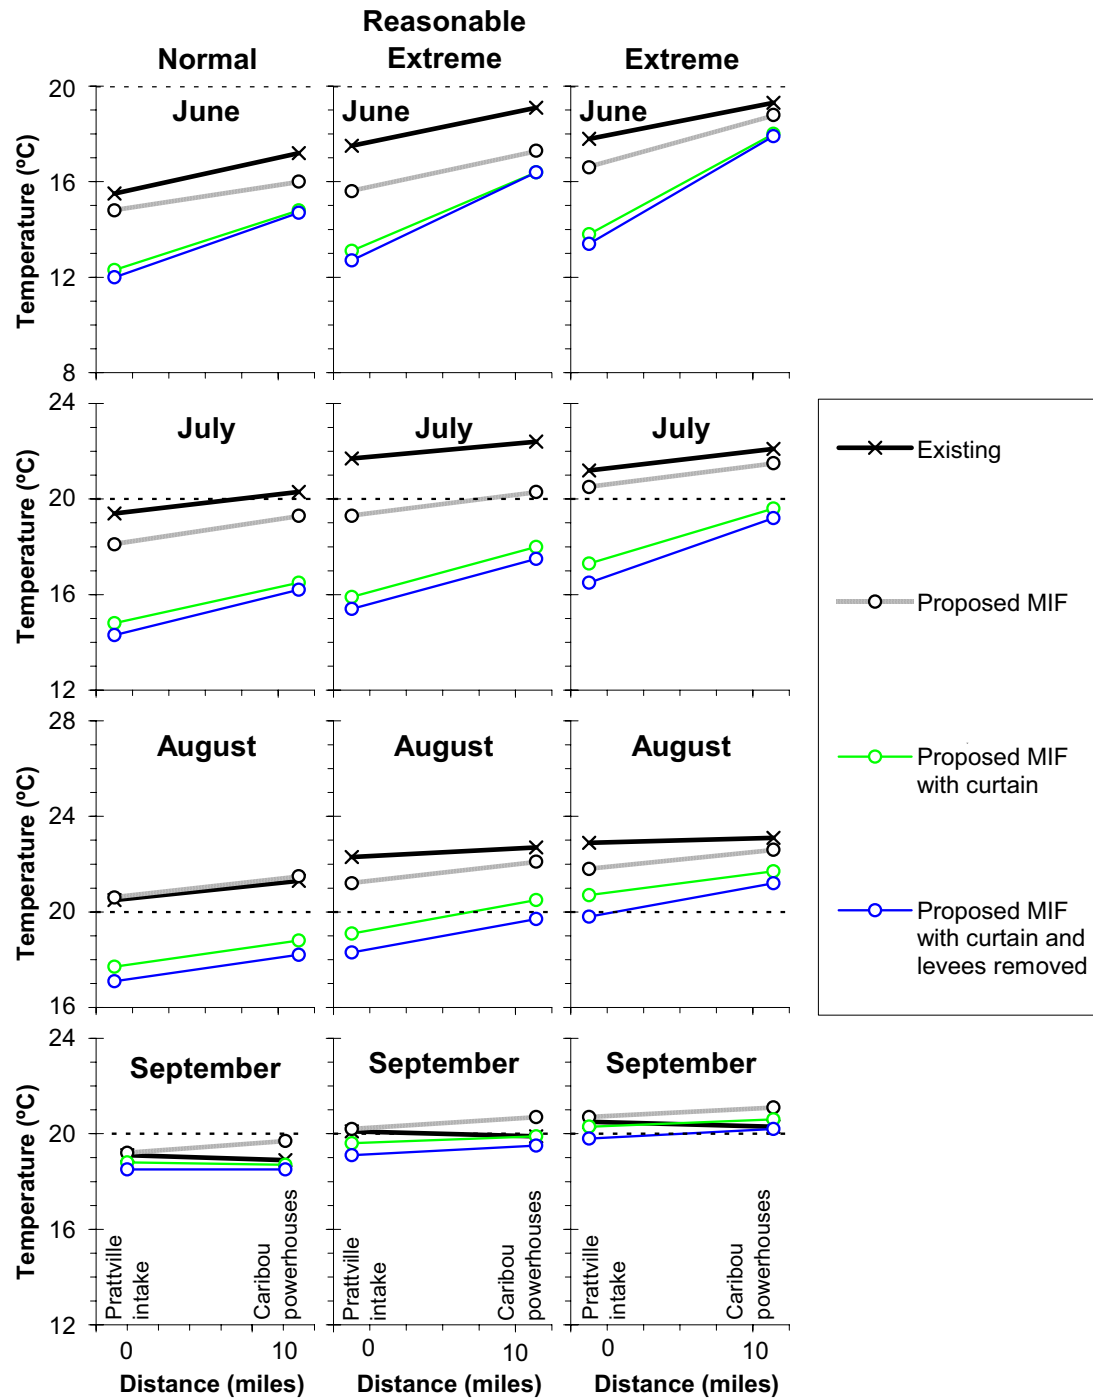 Reasonable
Normal Extreme Extreme
20
June June June
16
12
8
Temperature (ºC)
24
July July July
20
16
12
Temperature (ºC)
28
August August August
24
20
16
Temperature (ºC)
24
September September September
20
16
12
Temperature (ºC)
Prattville
intake
Caribou
powerhouses
Prattville
intake
Caribou
powerhouses
Prattville
intake
Caribou
powerhouses
0 10 0 10 0 10
Distance (miles) Distance (miles) Distance (miles)
Existing
Proposed MIF
Proposed MIF
with curtain
Proposed MIF
with curtain and
levees removed